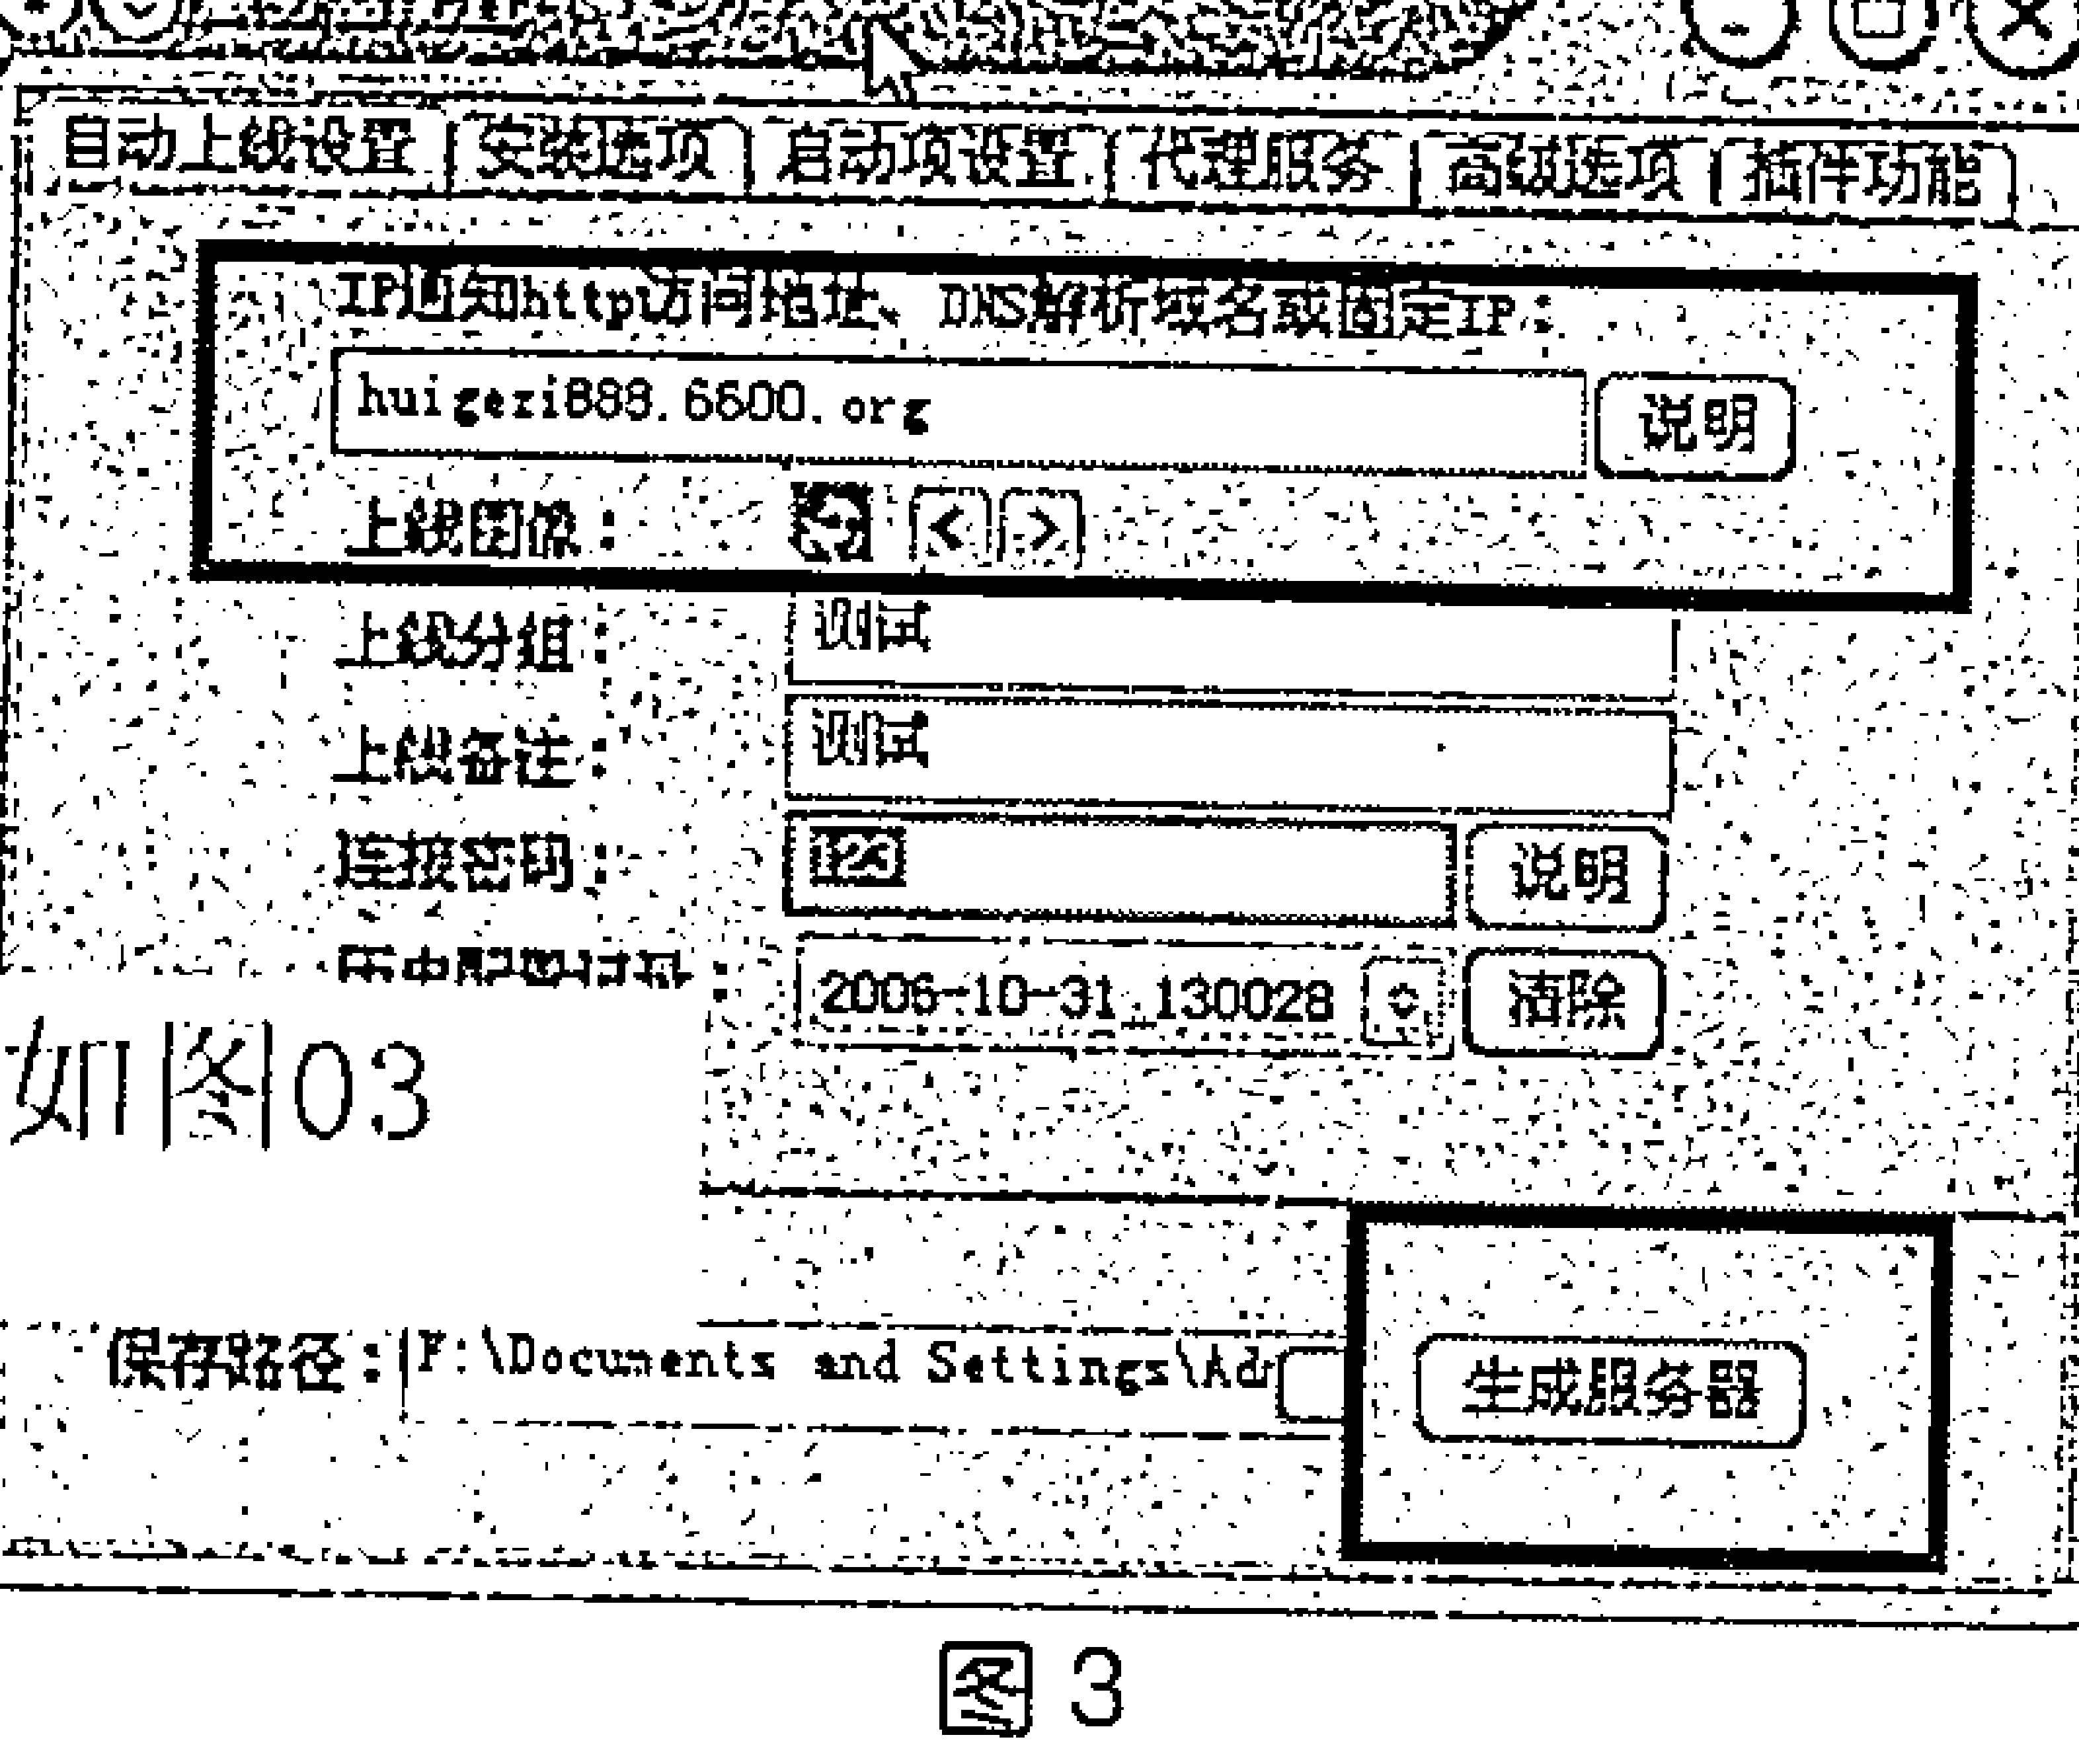 自动上线设置 安装选项 启动项设置 代理服务 高级选项 插件功能
IP通知http访问地址、DNS解析域名或固定IP:
huigezi888.6600.org 说明
上线图像: < >
上线分组: 测试
上线备注: 测试
连接密码: 123 说明
2006-10-31_130028 清除
如图03
保存路径: F:\Documents and Settings\Ad 生成服务器
图 3